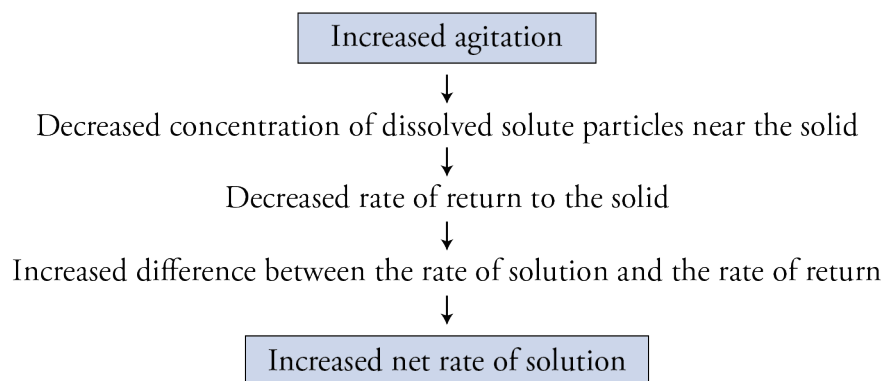 Increased agitation
Decreased concentration of dissolved solute particles near the solid
Decreased rate of return to the solid
Increased difference between the rate of solution and the rate of return
Increased net rate of solution